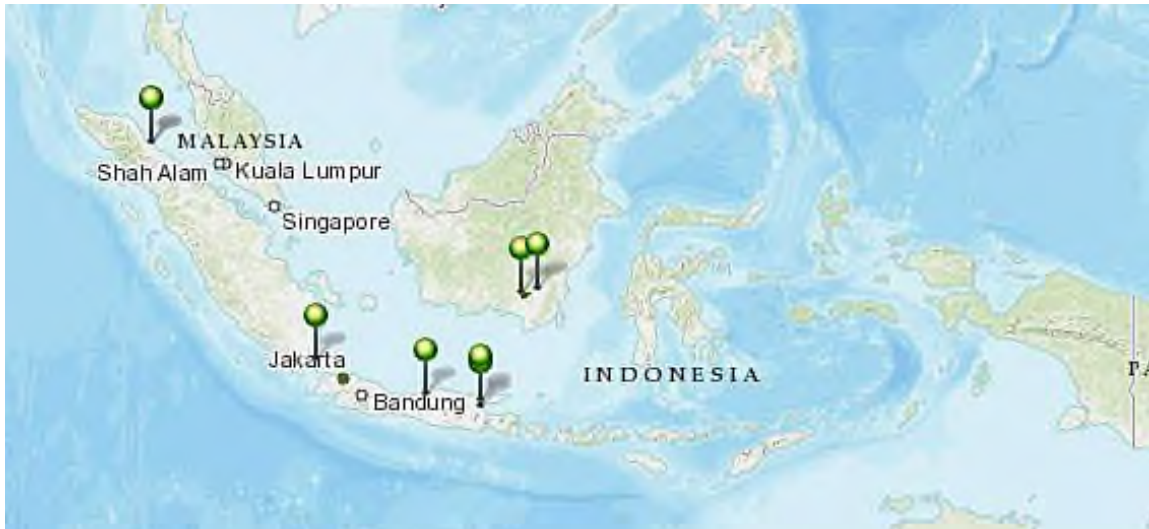 MALAYSIA
Shah Alam
Kuala Lumpur
Singapore
Jakarta
Bandung
INDONESIA